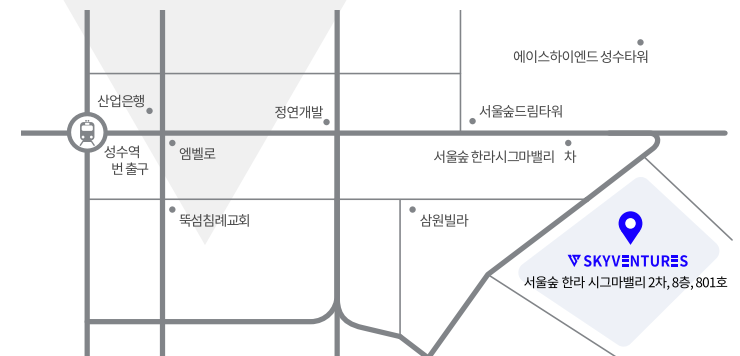 에이스하이엔드 성수타워
산업은행
정연개발
서울숲드림타워
성수역
번 출구
엠벨로
서울숲 한라시그마밸리 차
뚝섬침례교회
삼원빌라
SKYVENTURES
서울숲 한라 시그마밸리 2차, 8층, 801호